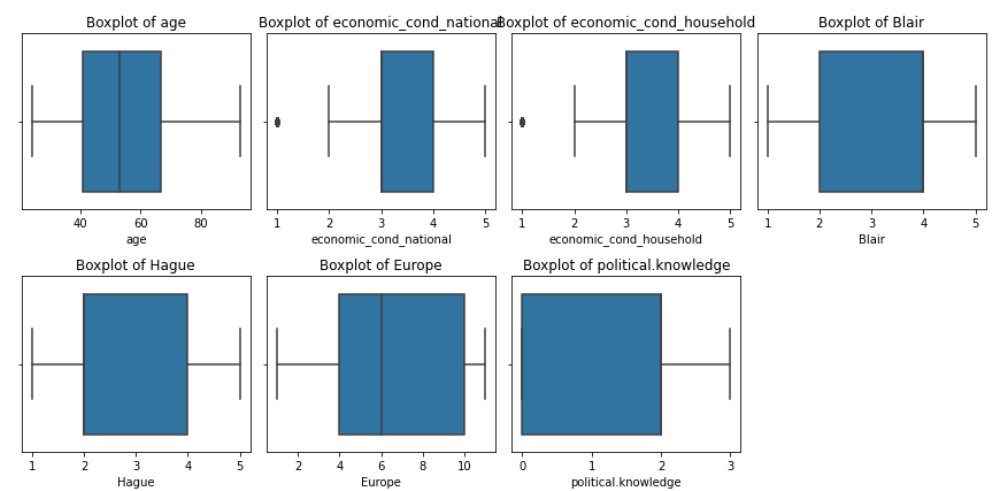 Boxplot of age
Boxplot of economic_cond_national
Boxplot of economic_cond_household
Boxplot of Blair
40 60 80
1 2 3 4 5
1 2 3 4 5
1 2 3 4 5
age
economic_cond_national
economic_cond_household
Blair
Boxplot of Hague
Boxplot of Europe
Boxplot of political.knowledge
1 2 3 4 5
2 4 6 8 10
0 1 2 3
Hague
Europe
political.knowledge